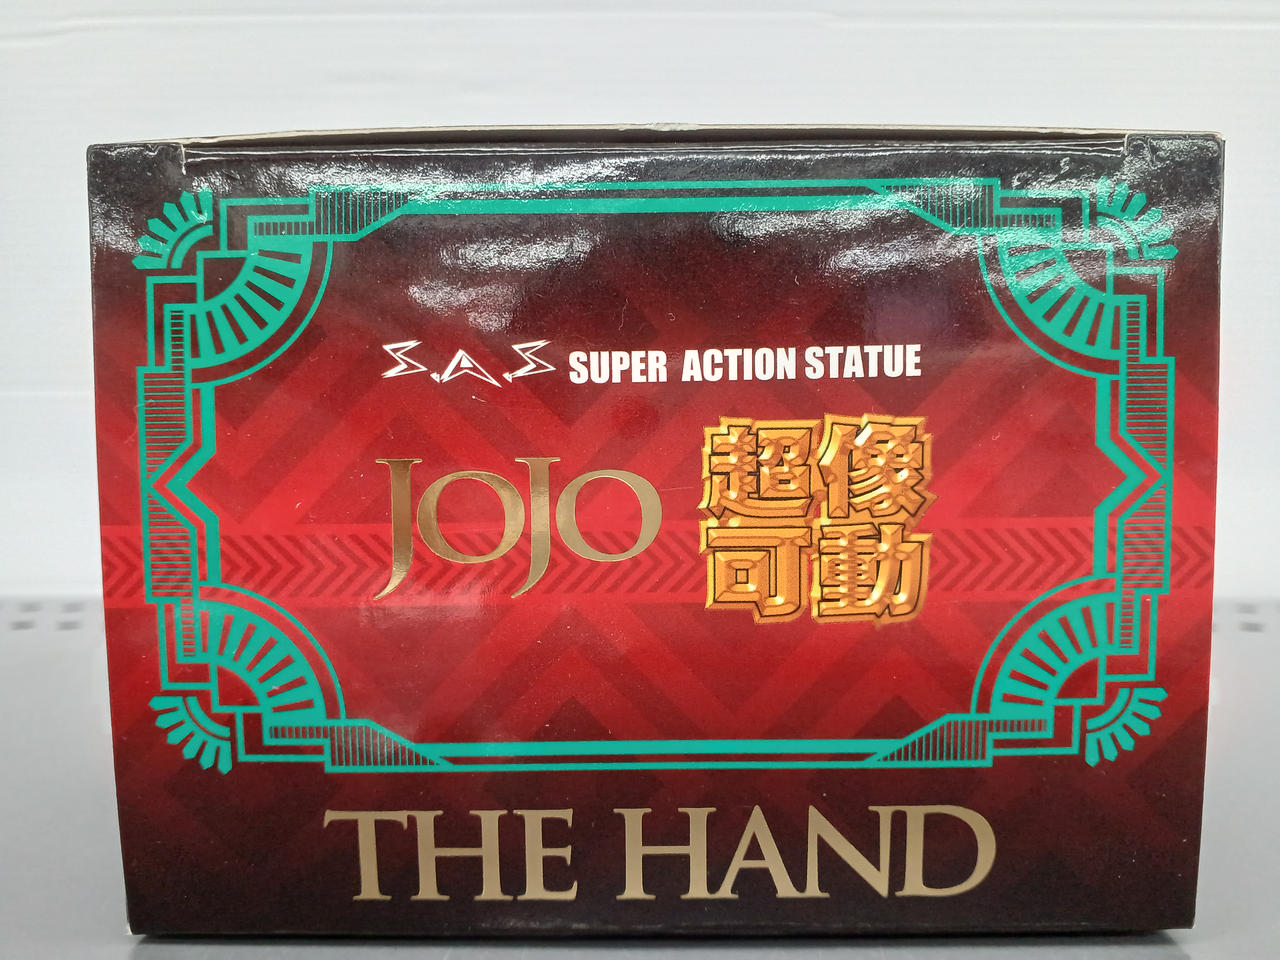 S.A.S SUPER ACTION STATUE
JOJO 超像
可動
THE HAND